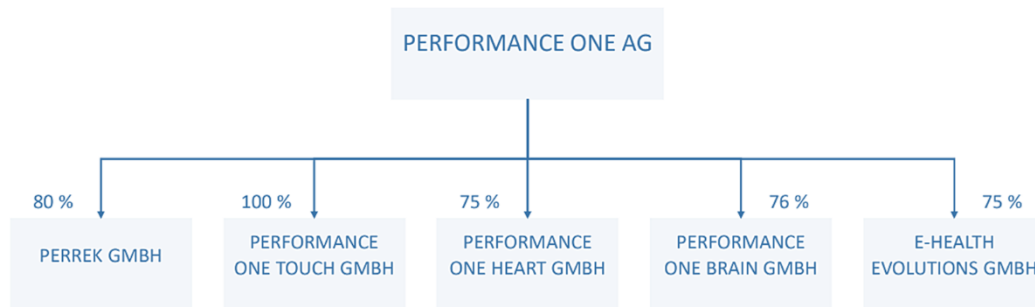 PERFORMANCE ONE AG
80 %
100 %
75 %
76 %
75 %
PERREK GMBH
PERFORMANCE
ONE TOUCH GMBH
PERFORMANCE
ONE HEART GMBH
PERFORMANCE
ONE BRAIN GMBH
E-HEALTH
EVOLUTIONS GMBH